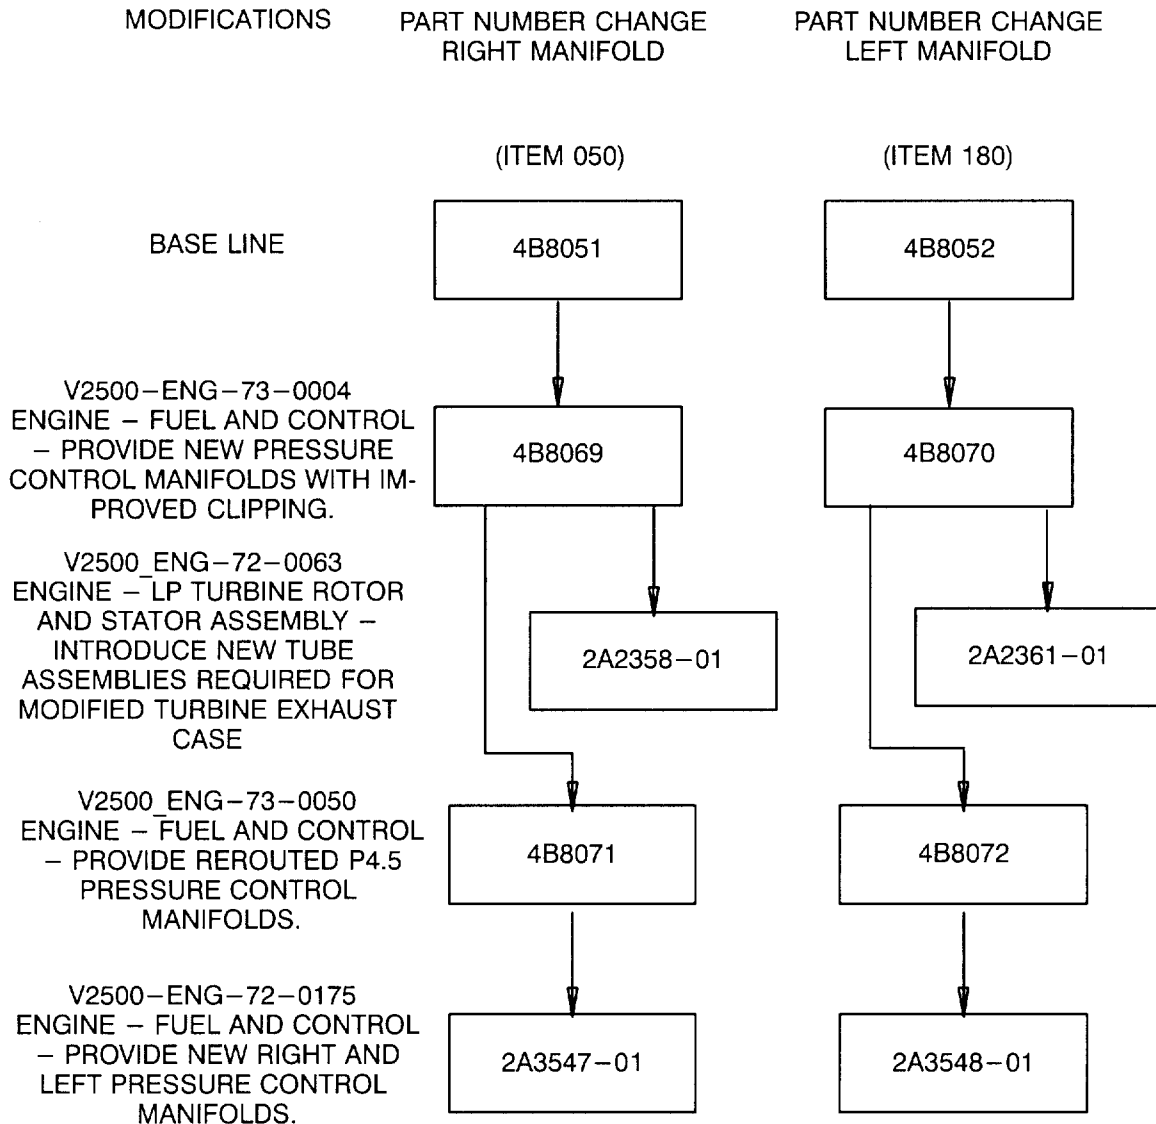 MODIFICATIONS
PART NUMBER CHANGE
RIGHT MANIFOLD
PART NUMBER CHANGE
LEFT MANIFOLD
(ITEM 050)
(ITEM 180)
BASE LINE
4B8051
4B8052
V2500-ENG-73-0004
ENGINE - FUEL AND CONTROL
- PROVIDE NEW PRESSURE
CONTROL MANIFOLDS WITH IM-
PROVED CLIPPING.
4B8069
4B8070
V2500_ENG-72-0063
ENGINE - LP TURBINE ROTOR
AND STATOR ASSEMBLY -
INTRODUCE NEW TUBE
ASSEMBLIES REQUIRED FOR
MODIFIED TURBINE EXHAUST
CASE
2A2358-01
2A2361-01
V2500_ENG-73-0050
ENGINE - FUEL AND CONTROL
- PROVIDE REROUTED P4.5
PRESSURE CONTROL
MANIFOLDS.
4B8071
4B8072
V2500-ENG-72-0175
ENGINE - FUEL AND CONTROL
- PROVIDE NEW RIGHT AND
LEFT PRESSURE CONTROL
MANIFOLDS.
2A3547-01
2A3548-01